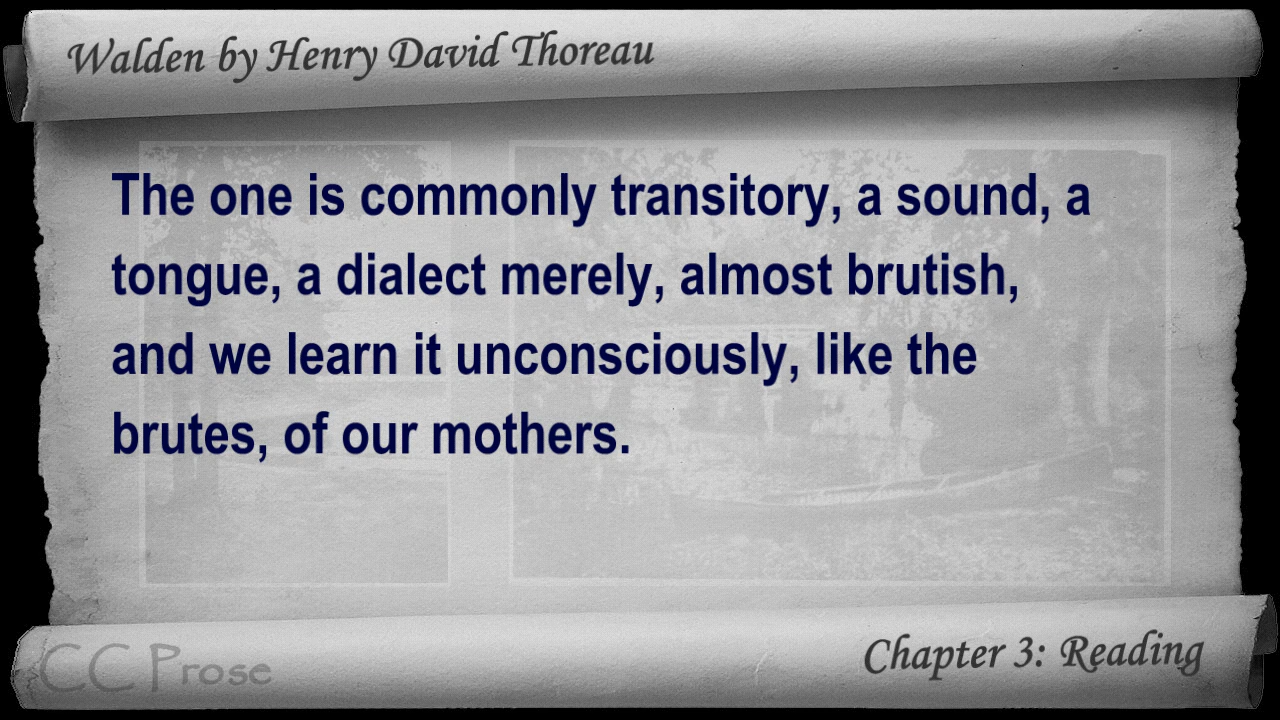 Walden by Henry David Thoreau
The one is commonly transitory, a sound, a
tongue, a dialect merely, almost brutish,
and we learn it unconsciously, like the
brutes, of our mothers.
CC Prose
Chapter 3: Reading